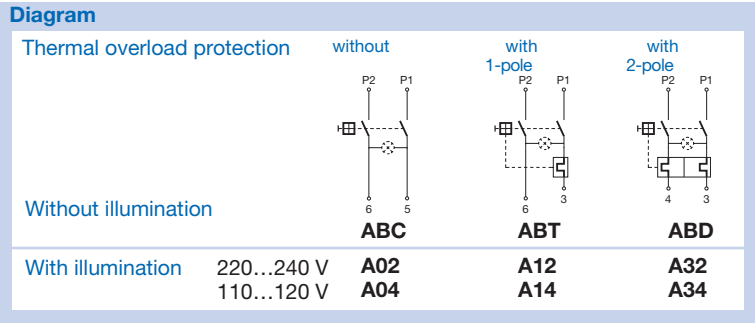 Diagram
Thermal overload protection without with with
1-pole 2-pole
P2 P1 P2 P1 P2 P1
6 5 6 3 4 3
Without illumination
ABC ABT ABD
With illumination 220...240 V A02 A12 A32
110...120 V A04 A14 A34